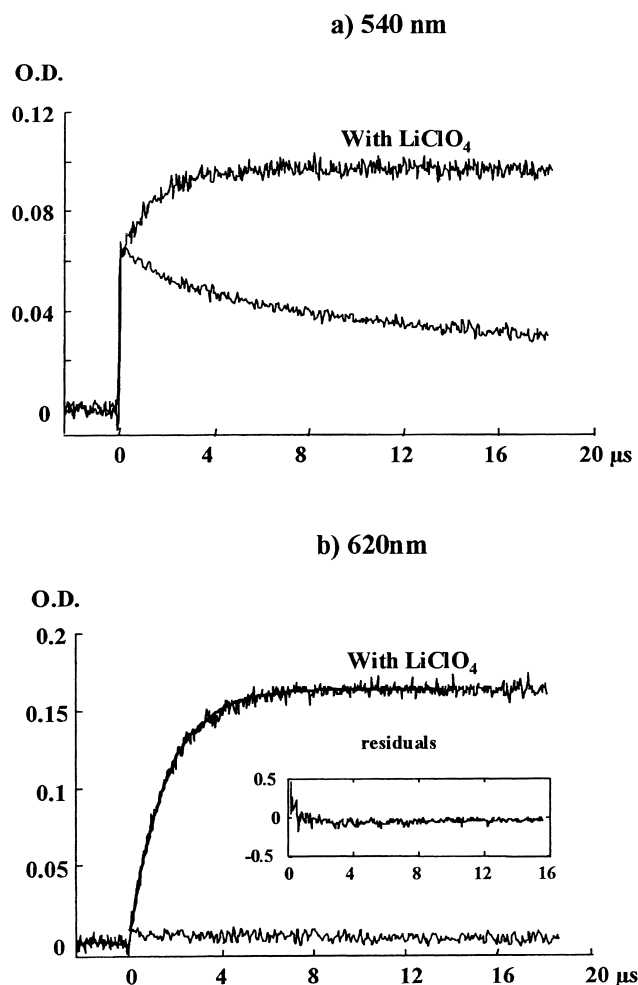 a) 540 nm
O.D.
0.12
With LiClO₄
0.08
0.04
0
0 4 8 12 16 20 µs
b) 620nm
O.D.
0.2
With LiClO₄
0.15
residuals
0.1
0.5
0
-0.5
0 4 8 12 16
0.05
0
0 4 8 12 16 20 µs